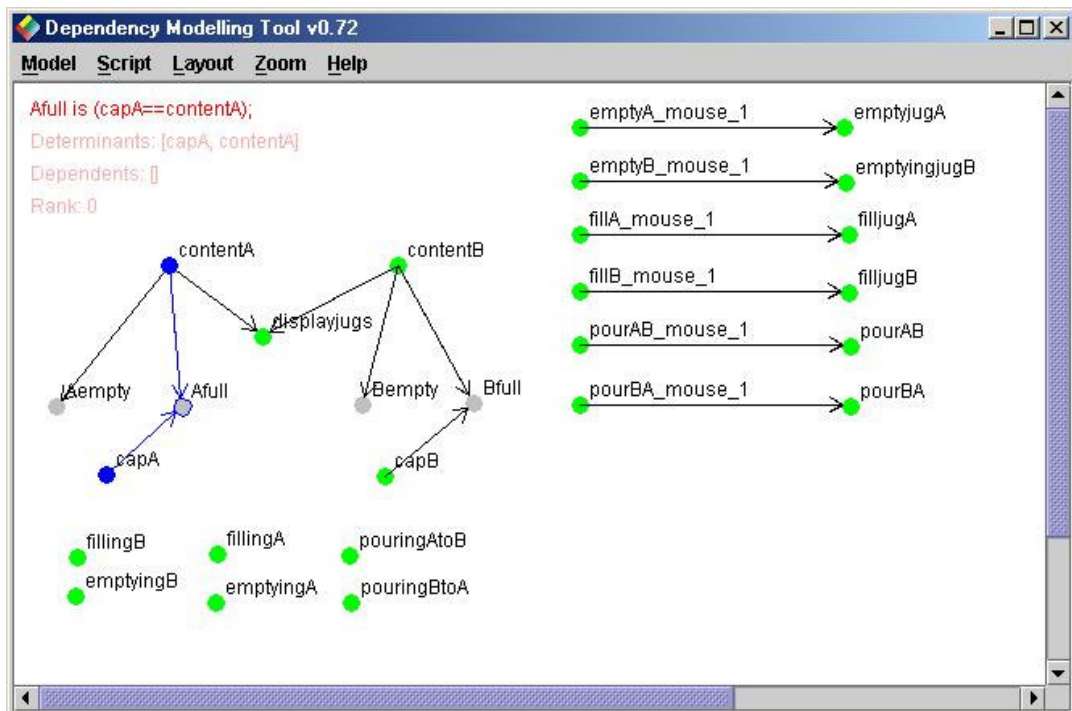 Dependency Modelling Tool v0.72
Model Script Layout Zoom Help
Afull is (capA==contentA);
Determinants: [capA, contentA]
Dependents: []
Rank: 0
contentA
contentB
displayjugs
Aempty
Afull
Bempty
Bfull
capA
capB
fillingB
fillingA
pouringAtoB
emptyingB
emptyingA
pouringBtoA
emptyA_mouse_1
emptyjugA
emptyB_mouse_1
emptyingjugB
fillA_mouse_1
filljugA
fillB_mouse_1
filljugB
pourAB_mouse_1
pourAB
pourBA_mouse_1
pourBA